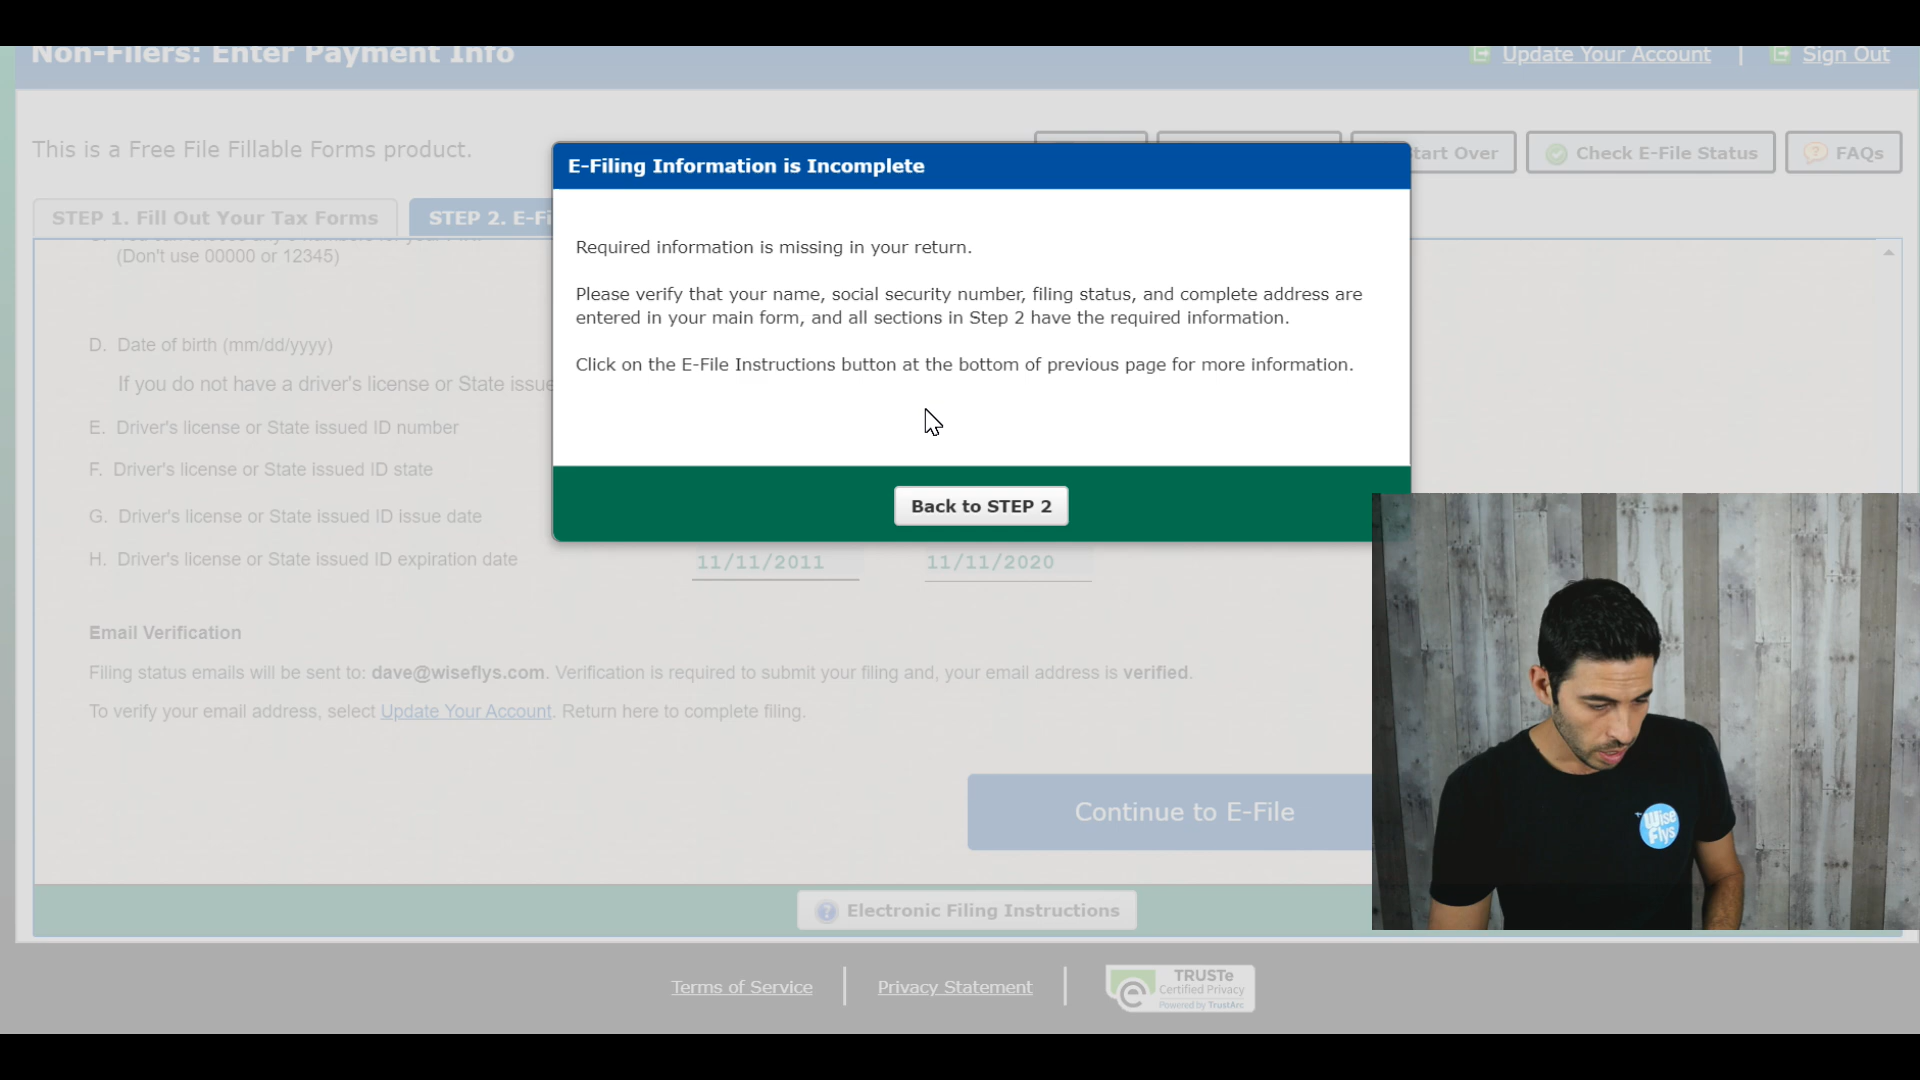 Non-Filers: Enter Payment Info
Update Your Account | Sign Out
This is a Free File Fillable Forms product.
tart Over
Check E-File Status
FAQs
STEP 1. Fill Out Your Tax Forms
STEP 2. E-Fi
E-Filing Information is Incomplete
Required information is missing in your return.
Please verify that your name, social security number, filing status, and complete address are
entered in your main form, and all sections in Step 2 have the required information.
Click on the E-File Instructions button at the bottom of previous page for more information.
Back to STEP 2
(Don't use 00000 or 12345)
D. Date of birth (mm/dd/yyyy)
If you do not have a driver's license or State issue
E. Driver's license or State issued ID number
F. Driver's license or State issued ID state
G. Driver's license or State issued ID issue date
H. Driver's license or State issued ID expiration date 11/11/2011 11/11/2020
Email Verification
Filing status emails will be sent to: dave@wiseflys.com. Verification is required to submit your filing and, your email address is verified.
To verify your email address, select Update Your Account. Return here to complete filing.
Continue to E-File
Electronic Filing Instructions
Terms of Service | Privacy Statement |
TRUSTe
Certified Privacy
Powered by TrustArc
Wise
Flys